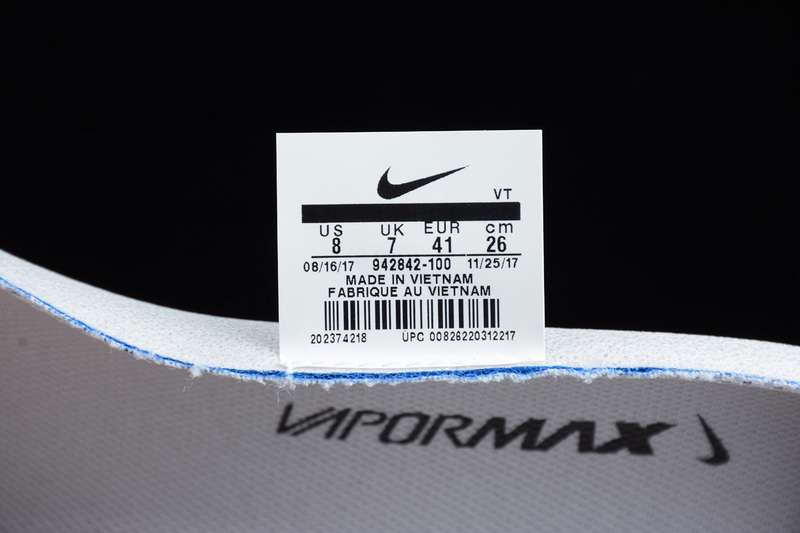 VT
US UK EUR cm
8 7 41 26
08/16/17 942842-100 11/25/17
MADE IN VIETNAM
FABRIQUE AU VIETNAM
202374218 UPC 00826220312217
VAPORMAX